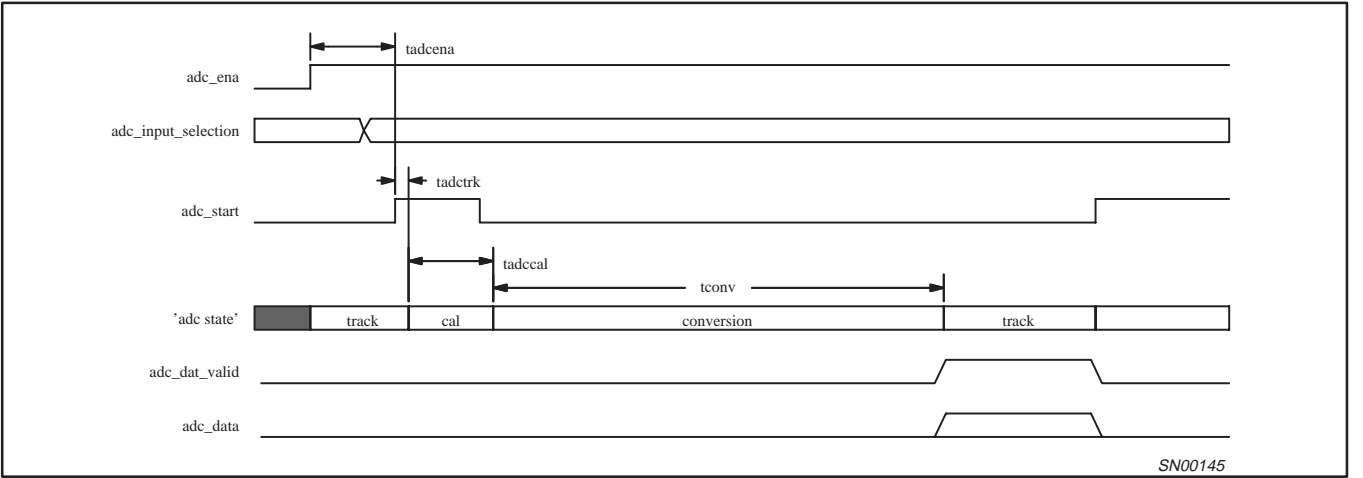 tadcena
adc_ena
adc_input_selection
tadctrk
adc_start
tadccal
tconv
'adc state'
track cal conversion track
adc_dat_valid
adc_data
SN00145